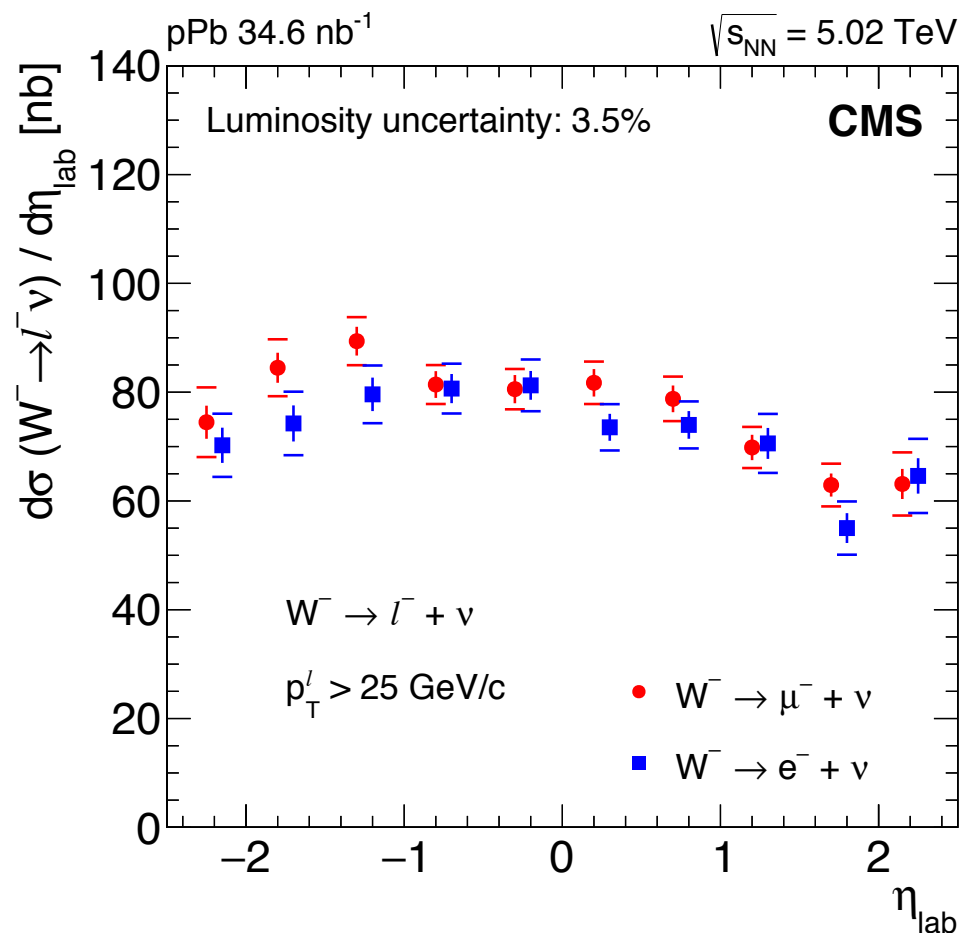 pPb 34.6 nb⁻¹ √s_NN = 5.02 TeV
Luminosity uncertainty: 3.5% CMS
dσ (W⁻→l⁻ν) / dη_lab [nb]
140
120
100
80
60
40
20
0
W⁻ → l⁻ + ν
p_T^l > 25 GeV/c
W⁻ → μ⁻ + ν
W⁻ → e⁻ + ν
−2 −1 0 1 2
η_lab